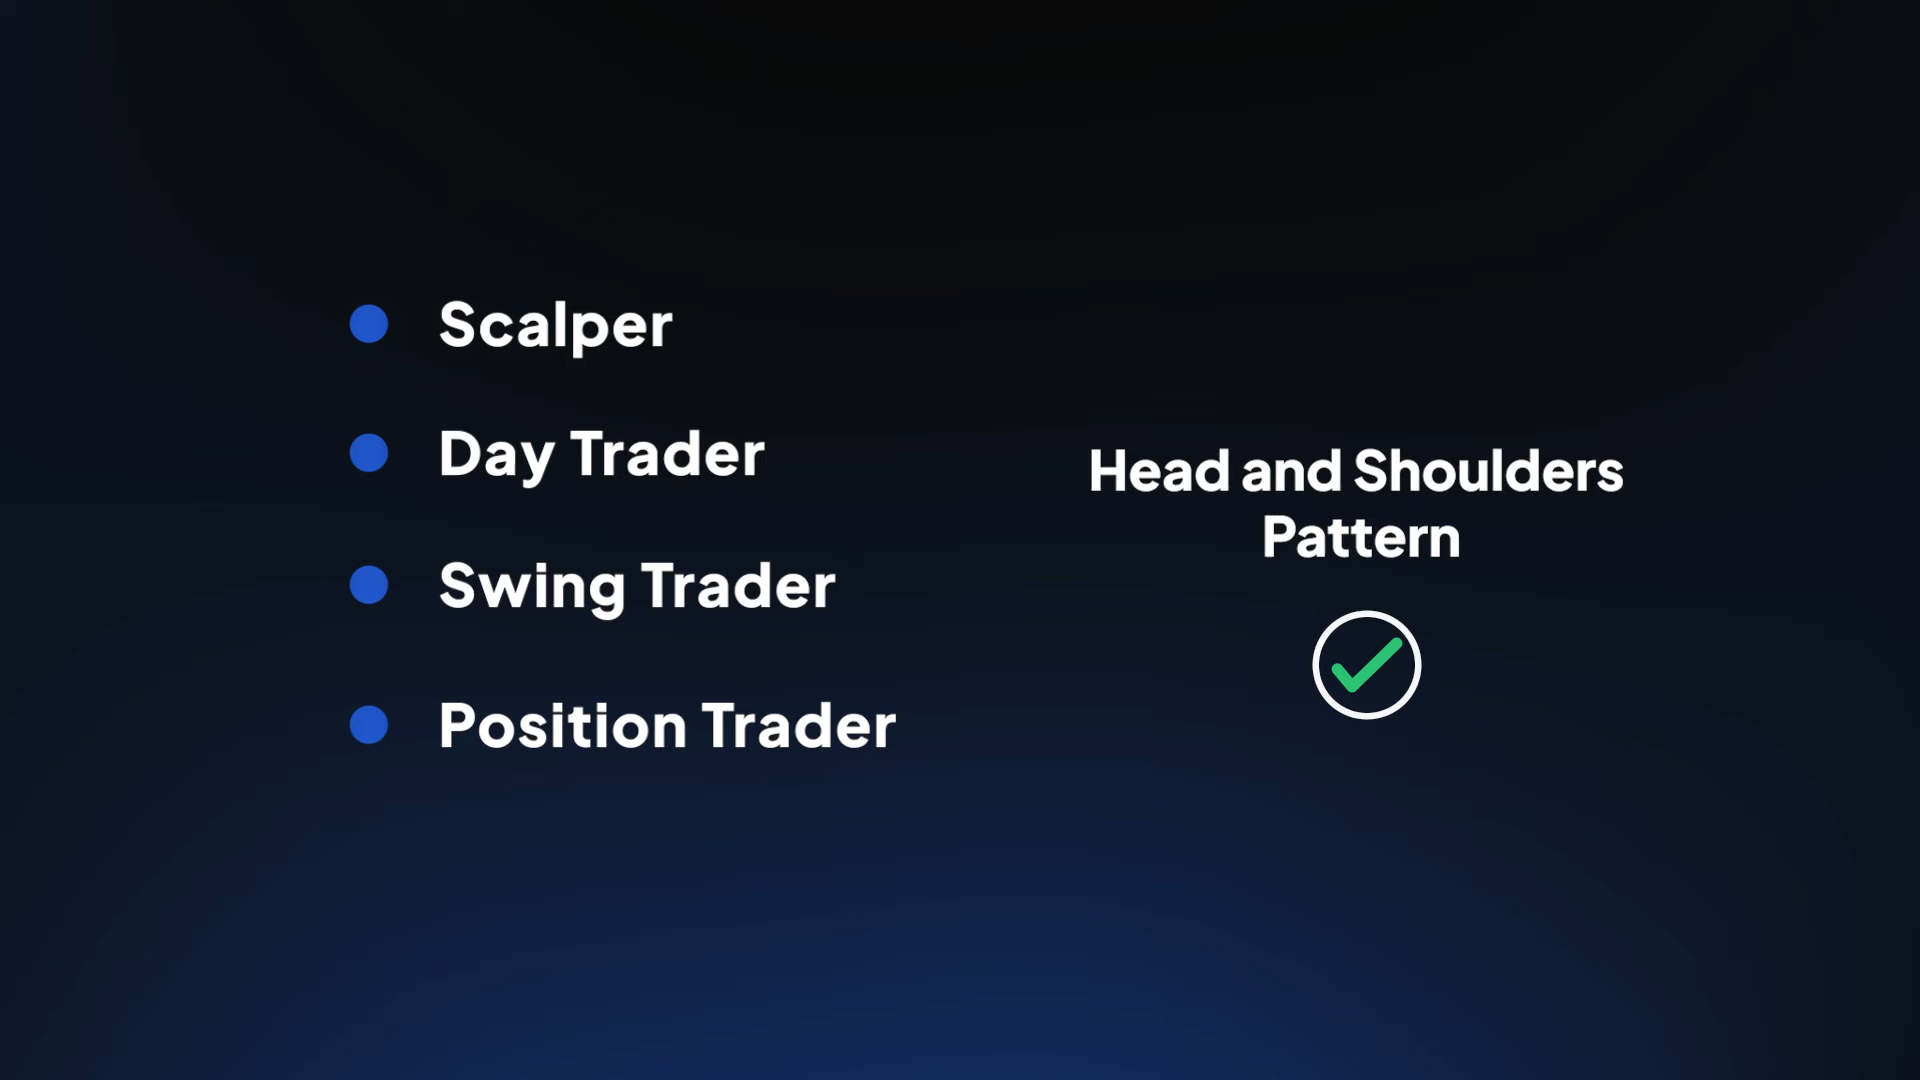 Scalper
Day Trader
Swing Trader
Position Trader
Head and Shoulders
Pattern